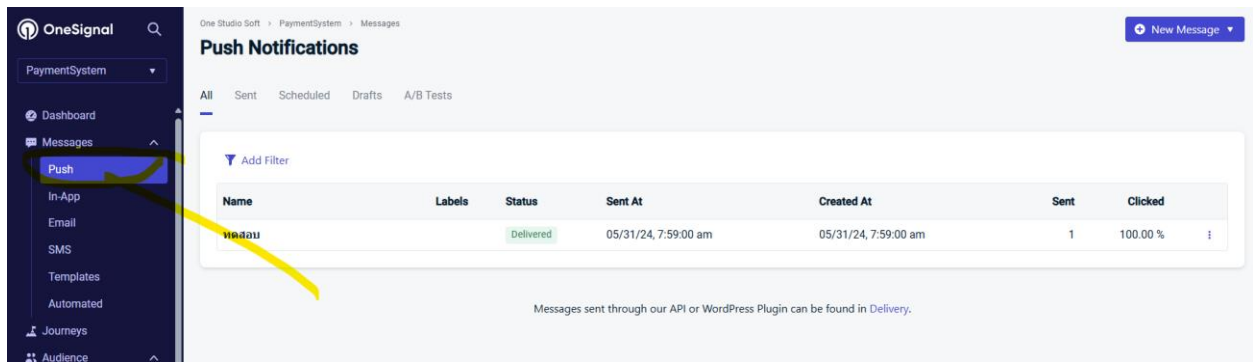 OneSignal
PaymentSystem
Dashboard
Messages
Push
In-App
Email
SMS
Templates
Automated
Journeys
Audience
One Studio Soft > PaymentSystem > Messages
Push Notifications
New Message
All Sent Scheduled Drafts A/B Tests
Add Filter
Name Labels Status Sent At Created At Sent Clicked
ทดสอบ Delivered 05/31/24, 7:59:00 am 05/31/24, 7:59:00 am 1 100.00 %
Messages sent through our API or WordPress Plugin can be found in Delivery.